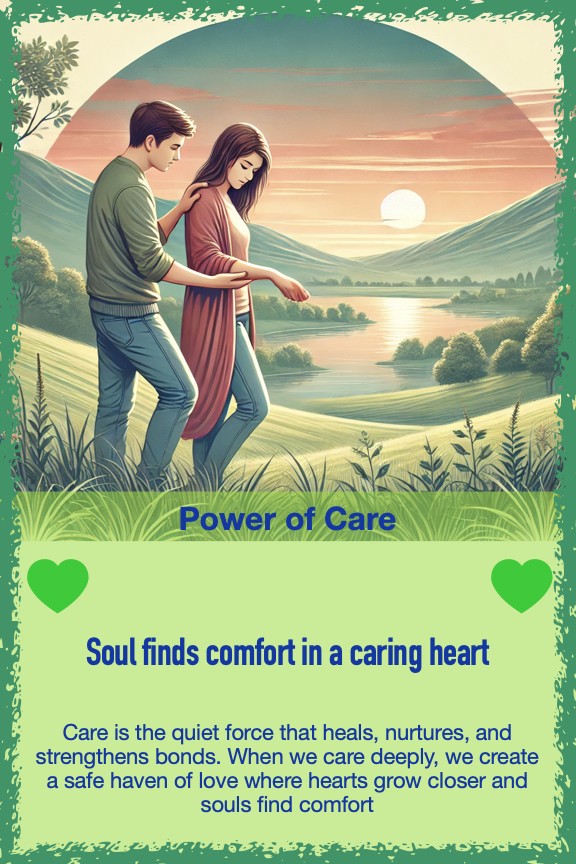 Power of Care
Soul finds comfort in a caring heart
Care is the quiet force that heals, nurtures, and
strengthens bonds. When we care deeply, we create
a safe haven of love where hearts grow closer and
souls find comfort